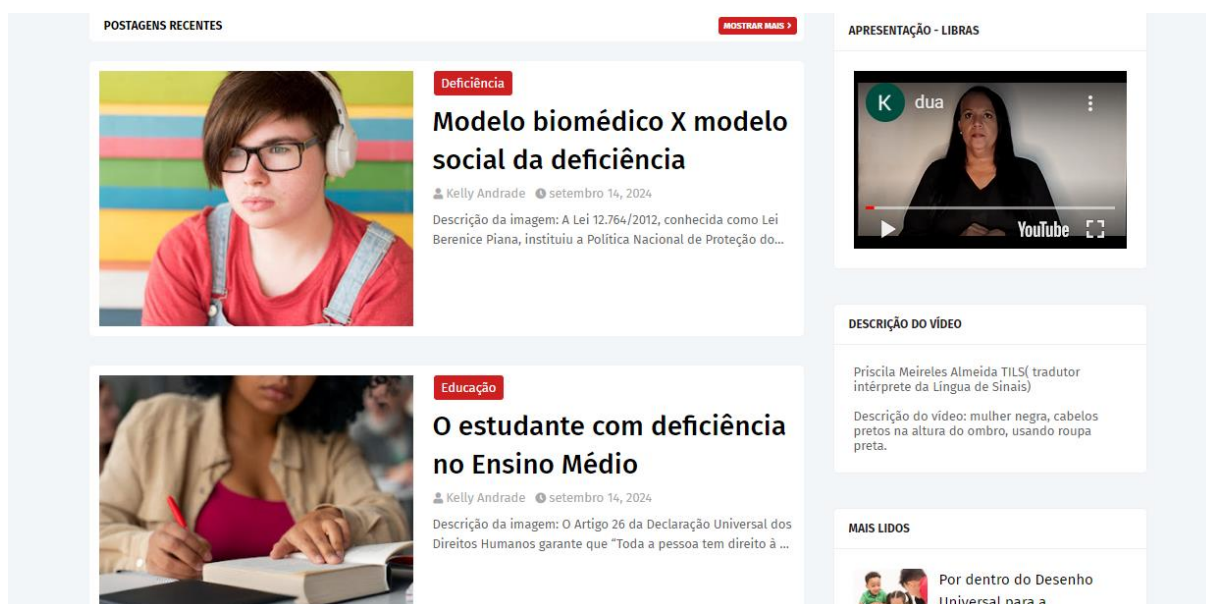 POSTAGENS RECENTES
MOSTRAR MAIS >
Deficiência
Modelo biomédico X modelo
social da deficiência
Kelly Andrade setembro 14, 2024
Descrição da imagem: A Lei 12.764/2012, conhecida como Lei
Berenice Piana, instituiu a Política Nacional de Proteção do...
Educação
O estudante com deficiência
no Ensino Médio
Kelly Andrade setembro 14, 2024
Descrição da imagem: O Artigo 26 da Declaração Universal dos
Direitos Humanos garante que “Toda a pessoa tem direito à ...
APRESENTAÇÃO - LIBRAS
K dua
YouTube
DESCRIÇÃO DO VÍDEO
Priscila Meireles Almeida TILS( tradutor
intérprete da Língua de Sinais)
Descrição do vídeo: mulher negra, cabelos
pretos na altura do ombro, usando roupa
preta.
MAIS LIDOS
Por dentro do Desenho
Universal para a